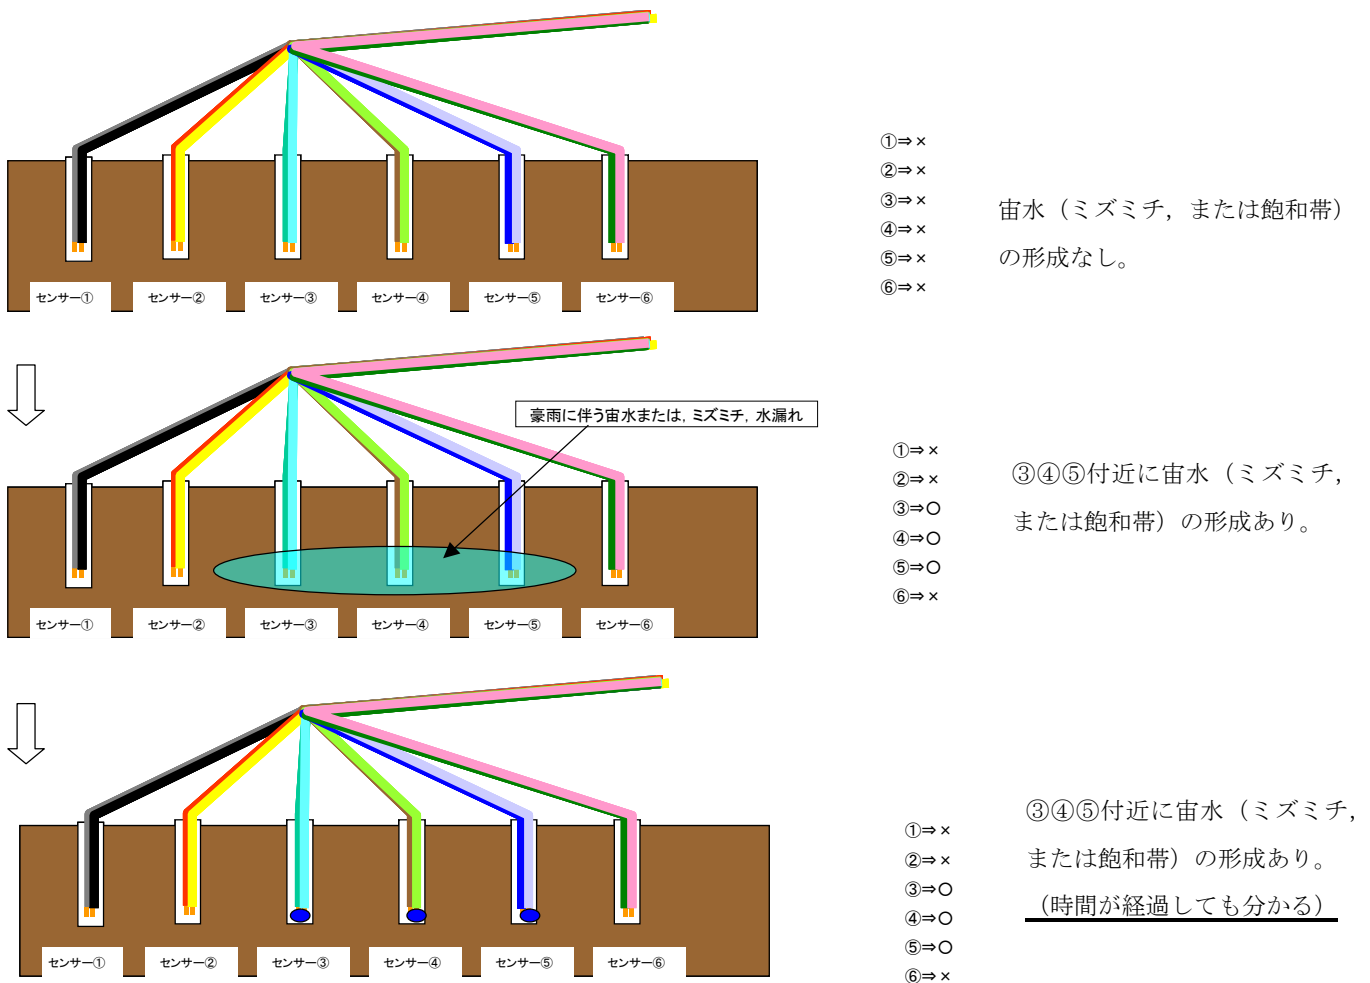 ①⇒×
②⇒×
③⇒×
④⇒×
⑤⇒×
⑥⇒×
宙水（ミズミチ，または飽和帯）
の形成なし。
センサー①
センサー②
センサー③
センサー④
センサー⑤
センサー⑥
豪雨に伴う宙水または，ミズミチ，水漏れ
①⇒×
②⇒×
③⇒○
④⇒○
⑤⇒○
⑥⇒×
③④⑤付近に宙水（ミズミチ，
または飽和帯）の形成あり。
センサー①
センサー②
センサー③
センサー④
センサー⑤
センサー⑥
①⇒×
②⇒×
③⇒○
④⇒○
⑤⇒○
⑥⇒×
③④⑤付近に宙水（ミズミチ，
または飽和帯）の形成あり。
（時間が経過しても分かる）
センサー①
センサー②
センサー③
センサー④
センサー⑤
センサー⑥